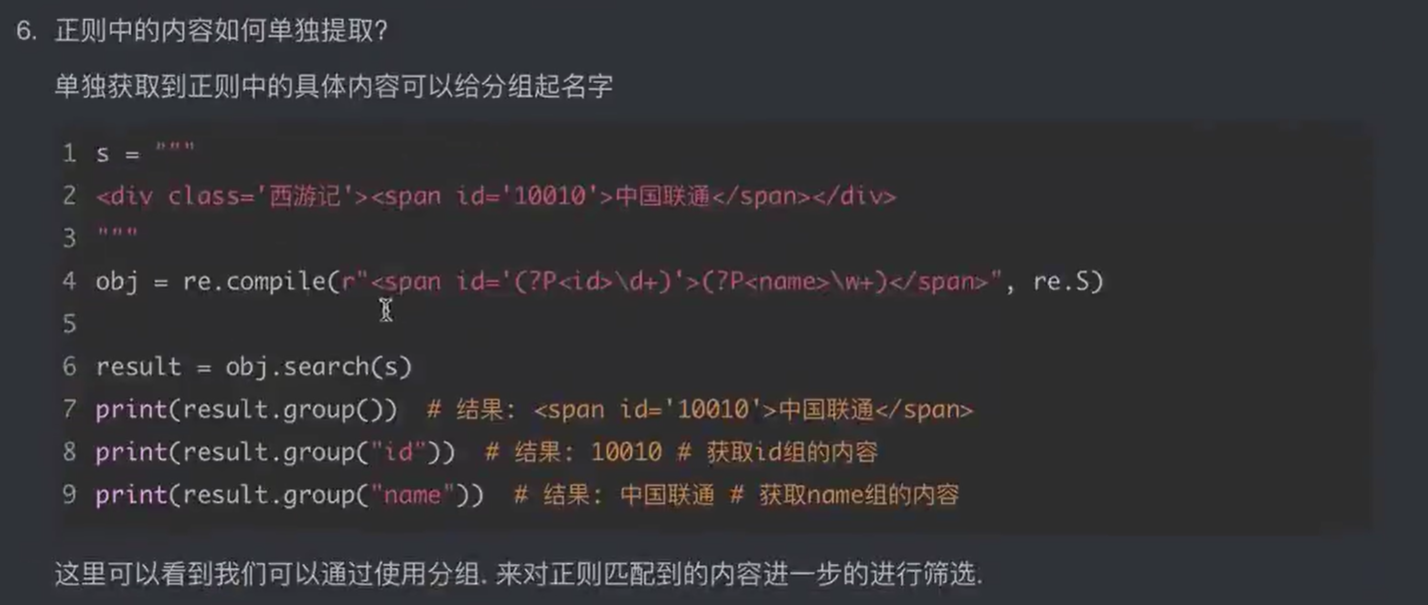 6. 正则中的内容如何单独提取?
单独获取到正则中的具体内容可以给分组起名字
1 s = """
2 <div class='西游记'><span id='10010'>中国联通</span></div>
3 """
4 obj = re.compile(r"<span id='(?P<id>\d+)'>(?P<name>\w+)</span>", re.S)
5
6 result = obj.search(s)
7 print(result.group()) # 结果: <span id='10010'>中国联通</span>
8 print(result.group("id")) # 结果: 10010 # 获取id组的内容
9 print(result.group("name")) # 结果: 中国联通 # 获取name组的内容
这里可以看到我们可以通过使用分组. 来对正则匹配到的内容进一步的进行筛选.